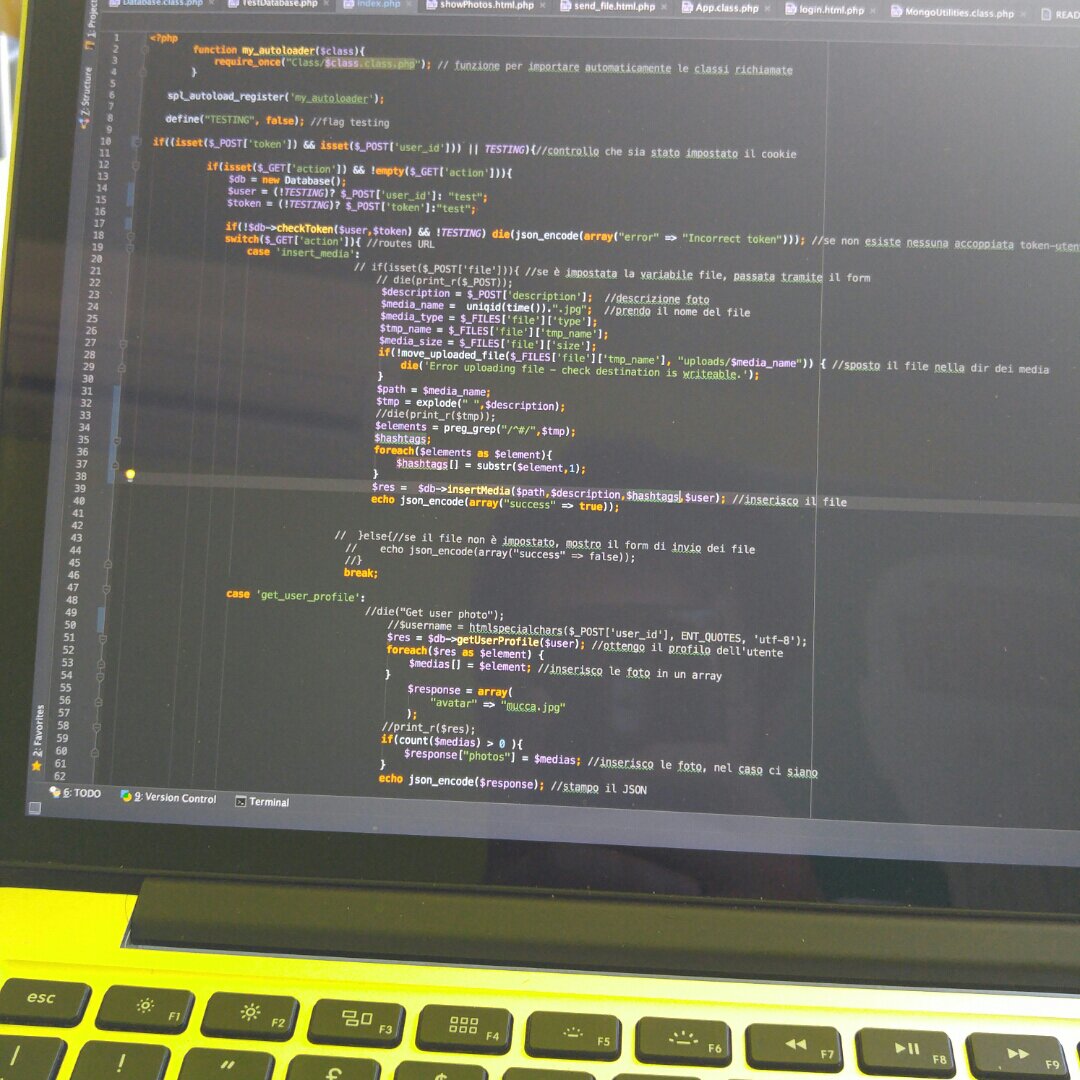 Database.class.php TestDatabase.php index.php showPhotos.html.php send_file.html.php App.class.php login.html.php MongoUtilities.class.php READ
1: Project
7: Structure
2: Favorites
1 <?php
2 function my_autoloader($class){
3 require_once("Class/$class.class.php"); // funzione per importare automaticamente le classi richiamate
4 }
5
6 spl_autoload_register('my_autoloader');
7
8 define("TESTING", false); //flag testing
9
10 if((isset($_POST['token']) && isset($_POST['user_id'])) || TESTING){//controllo che sia stato impostato il cookie
11
12 if(isset($_GET['action']) && !empty($_GET['action'])){
13 $db = new Database();
14 $user = (!TESTING)? $_POST['user_id']: "test";
15 $token = (!TESTING)? $_POST['token']:"test";
16
17 if(!$db->checkToken($user,$token) && !TESTING) die(json_encode(array("error" => "Incorrect token"))); //se non esiste nessuna accoppiata token-uten
18 switch($_GET['action']){ //routes URL
19 case 'insert_media':
20 // if(isset($_POST['file'])){ //se è impostata la variabile file, passata tramite il form
21 // die(print_r($_POST));
22 $description = $_POST['description']; //descrizione foto
23 $media_name = uniqid(time()).".jpg"; //prendo il nome del file
24 $media_type = $_FILES['file']['type'];
25 $tmp_name = $_FILES['file']['tmp_name'];
26 $media_size = $_FILES['file']['size'];
27 if(!move_uploaded_file($_FILES['file']['tmp_name'], "uploads/$media_name")) { //sposto il file nella dir dei media
28 die('Error uploading file - check destination is writeable.');
29 }
30 $path = $media_name;
31 $tmp = explode(" ",$description);
32 //die(print_r($tmp));
33 $elements = preg_grep("/^#/",$tmp);
34 $hashtags;
35 foreach($elements as $element){
36 $hashtags[] = substr($element,1);
37 }
38 $res = $db->insertMedia($path,$description,$hashtags,$user); //inserisco il file
39 echo json_encode(array("success" => true));
40
41
42 // }else{//se il file non è impostato, mostro il form di invio dei file
43 // echo json_encode(array("success" => false));
44 //}
45 break;
46
47 case 'get_user_profile':
48 //die("Get user photo");
49 //$username = htmlspecialchars($_POST['user_id'], ENT_QUOTES, 'utf-8');
50 $res = $db->getUserProfile($user); //ottengo il profilo dell'utente
51 foreach($res as $element) {
52 $medias[] = $element; //inserisco le foto in un array
53 }
54 $response = array(
55 "avatar" => "mucca.jpg"
56 );
57 //print_r($res);
58 if(count($medias) > 0 ){
59 $response["photos"] = $medias; //inserisco le foto, nel caso ci siano
60 }
61 echo json_encode($response); //stampo il JSON
62
6: TODO 9: Version Control Terminal
esc F1 F2 F3 F4 F5 F6 F7 F8 F9
! " £ $